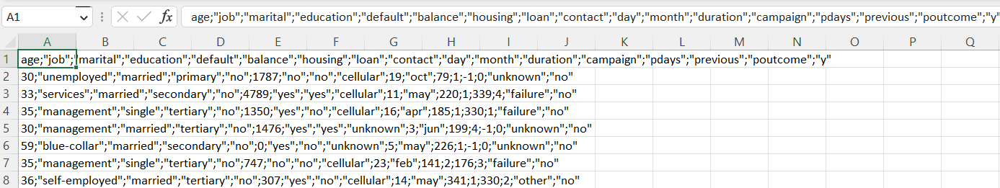 A1 fx age;"job";"marital";"education";"default";"balance";"housing";"loan";"contact";"day";"month";"duration";"campaign";"pdays";"previous";"poutcome";"y"
A B C D E F G H I J K L M N O P Q
1 age;"job";"marital";"education";"default";"balance";"housing";"loan";"contact";"day";"month";"duration";"campaign";"pdays";"previous";"poutcome";"y"
2 30;"unemployed";"married";"primary";"no";1787;"no";"no";"cellular";19;"oct";79;1;-1;0;"unknown";"no"
3 33;"services";"married";"secondary";"no";4789;"yes";"yes";"cellular";11;"may";220;1;339;4;"failure";"no"
4 35;"management";"single";"tertiary";"no";1350;"yes";"no";"cellular";16;"apr";185;1;330;1;"failure";"no"
5 30;"management";"married";"tertiary";"no";1476;"yes";"yes";"unknown";3;"jun";199;4;-1;0;"unknown";"no"
6 59;"blue-collar";"married";"secondary";"no";0;"yes";"no";"unknown";5;"may";226;1;-1;0;"unknown";"no"
7 35;"management";"single";"tertiary";"no";747;"no";"no";"cellular";23;"feb";141;2;176;3;"failure";"no"
8 36;"self-employed";"married";"tertiary";"no";307;"yes";"no";"cellular";14;"may";341;1;330;2;"other";"no"